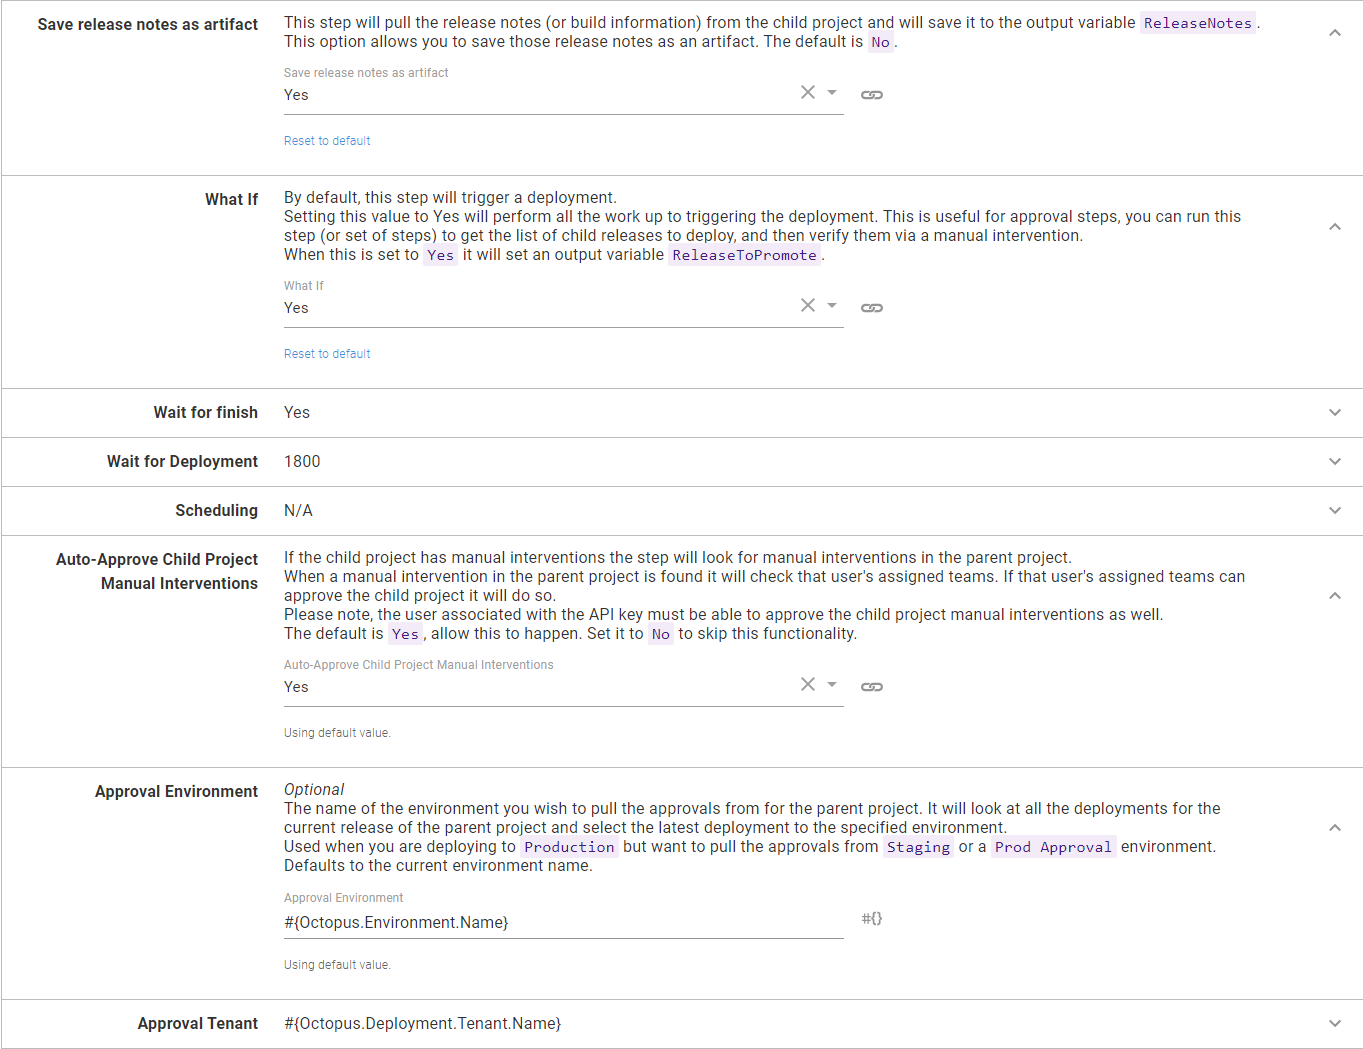 Save release notes as artifact
This step will pull the release notes (or build information) from the child project and will save it to the output variable ReleaseNotes.
This option allows you to save those release notes as an artifact. The default is No.
Save release notes as artifact
Yes
Reset to default
What If
By default, this step will trigger a deployment.
Setting this value to Yes will perform all the work up to triggering the deployment. This is useful for approval steps, you can run this
step (or set of steps) to get the list of child releases to deploy, and then verify them via a manual intervention.
When this is set to Yes it will set an output variable ReleaseToPromote.
What If
Yes
Reset to default
Wait for finish
Yes
Wait for Deployment
1800
Scheduling
N/A
Auto-Approve Child Project
Manual Interventions
If the child project has manual interventions the step will look for manual interventions in the parent project.
When a manual intervention in the parent project is found it will check that user's assigned teams. If that user's assigned teams can
approve the child project it will do so.
Please note, the user associated with the API key must be able to approve the child project manual interventions as well.
The default is Yes, allow this to happen. Set it to No to skip this functionality.
Auto-Approve Child Project Manual Interventions
Yes
Using default value.
Approval Environment
Optional
The name of the environment you wish to pull the approvals from for the parent project. It will look at all the deployments for the
current release of the parent project and select the latest deployment to the specified environment.
Used when you are deploying to Production but want to pull the approvals from Staging or a Prod Approval environment.
Defaults to the current environment name.
Approval Environment
#{Octopus.Environment.Name}
#{}
Using default value.
Approval Tenant
#{Octopus.Deployment.Tenant.Name}